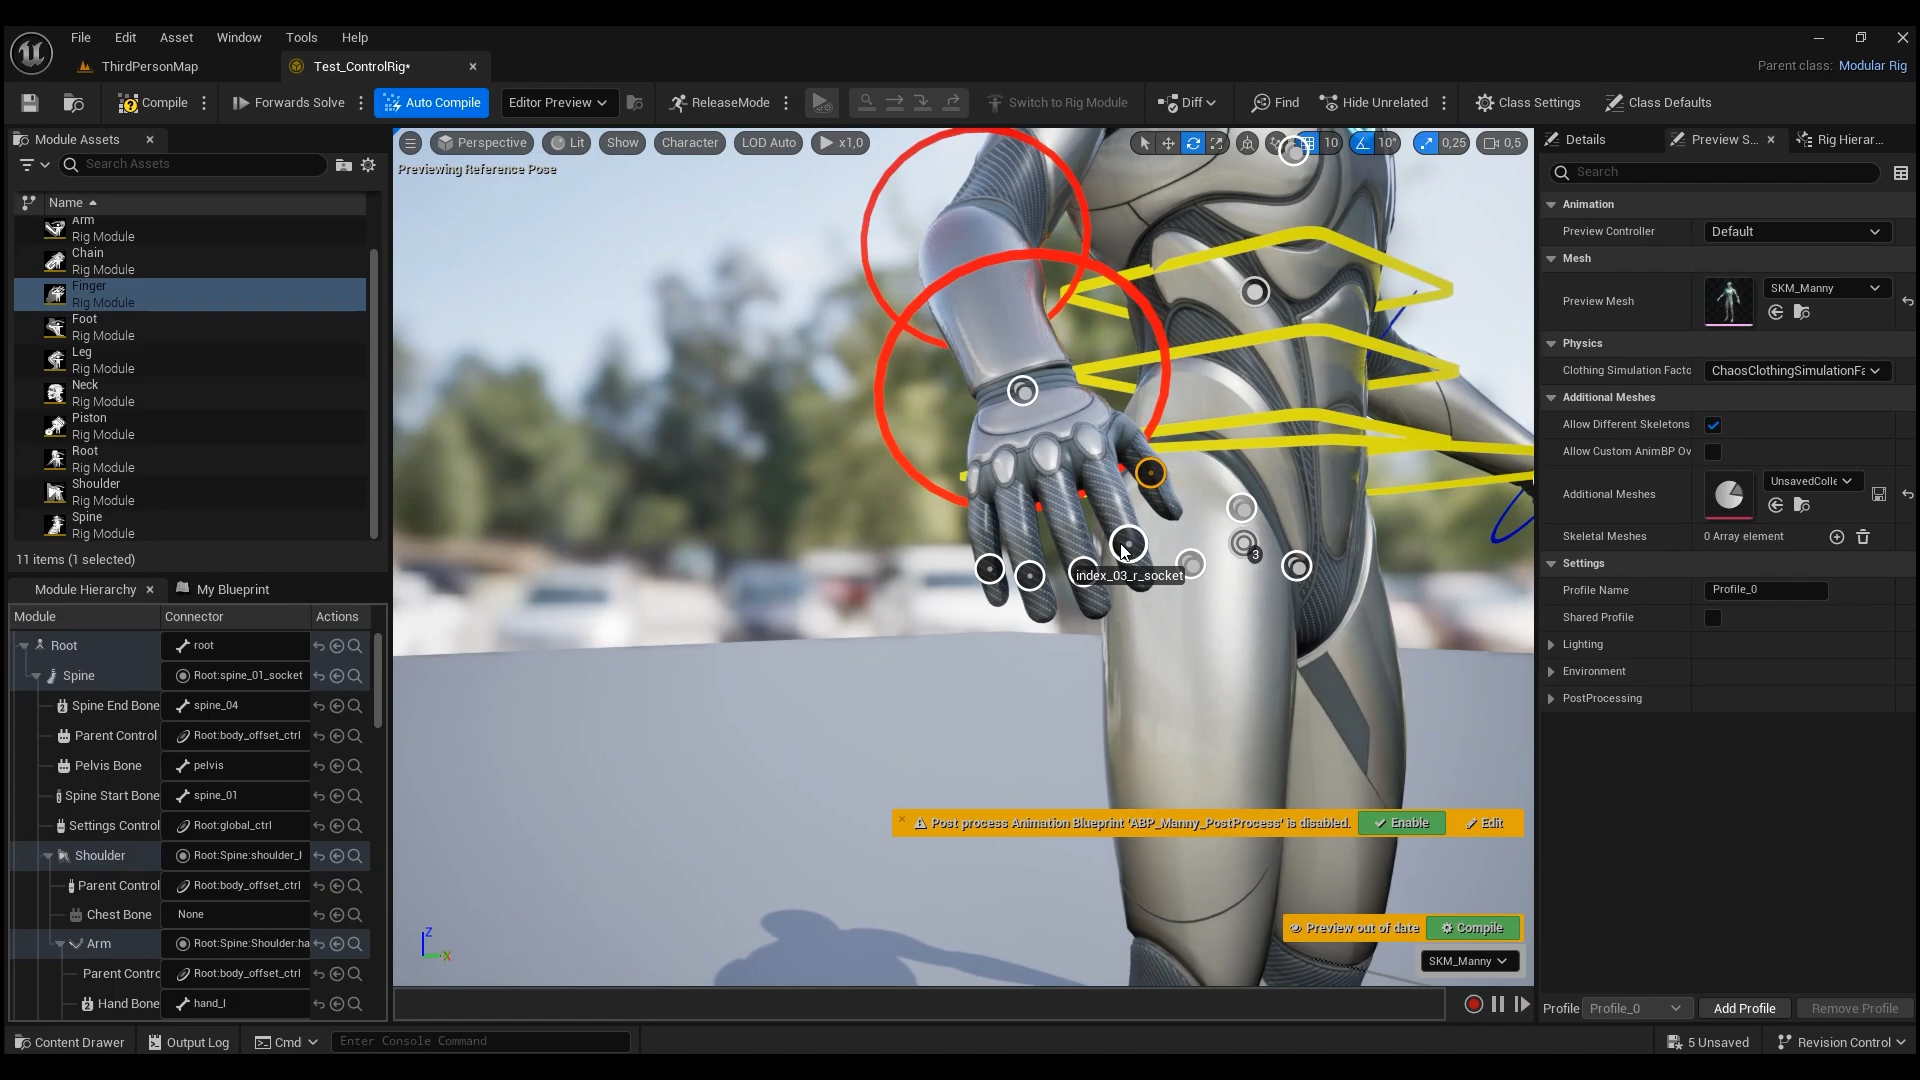 File Edit Asset Window Tools Help
ThirdPersonMap
Test_ControlRig*
Parent class: Modular Rig
Compile
Forwards Solve
Auto Compile
Editor Preview
ReleaseMode
Switch to Rig Module
Diff
Find
Hide Unrelated
Class Settings
Class Defaults
Module Assets
Search Assets
Name
Arm
Rig Module
Chain
Rig Module
Finger
Rig Module
Foot
Rig Module
Leg
Rig Module
Neck
Rig Module
Piston
Rig Module
Root
Rig Module
Shoulder
Rig Module
Spine
Rig Module
11 items (1 selected)
Module Hierarchy
My Blueprint
Module Connector Actions
Root root
Spine Root:spine_01_socket
Spine End Bone spine_04
Parent Control Root:body_offset_ctrl
Pelvis Bone pelvis
Spine Start Bone spine_01
Settings Control Root:global_ctrl
Shoulder Root:Spine:shoulder_l
Parent Control Root:body_offset_ctrl
Chest Bone None
Arm Root:Spine:Shoulder:ha
Parent Contro Root:body_offset_ctrl
Hand Bone hand_l
Perspective Lit Show Character LOD Auto x1,0
10 10° 0,25 0,5
Previewing Reference Pose
3
index_03_r_socket
Post process Animation Blueprint 'ABP_Manny_PostProcess' is disabled.
Enable
Edit
Preview out of date
Compile
SKM_Manny
Z
X
Details
Preview S...
Rig Hierar...
Search
Animation
Preview Controller Default
Mesh
Preview Mesh SKM_Manny
Physics
Clothing Simulation Facto ChaosClothingSimulationFa
Additional Meshes
Allow Different Skeletons
Allow Custom AnimBP Ov
Additional Meshes UnsavedColle
Skeletal Meshes 0 Array element
Settings
Profile Name Profile_0
Shared Profile
Lighting
Environment
PostProcessing
Profile Profile_0 Add Profile Remove Profile
Content Drawer
Output Log
Cmd
Enter Console Command
5 Unsaved
Revision Control